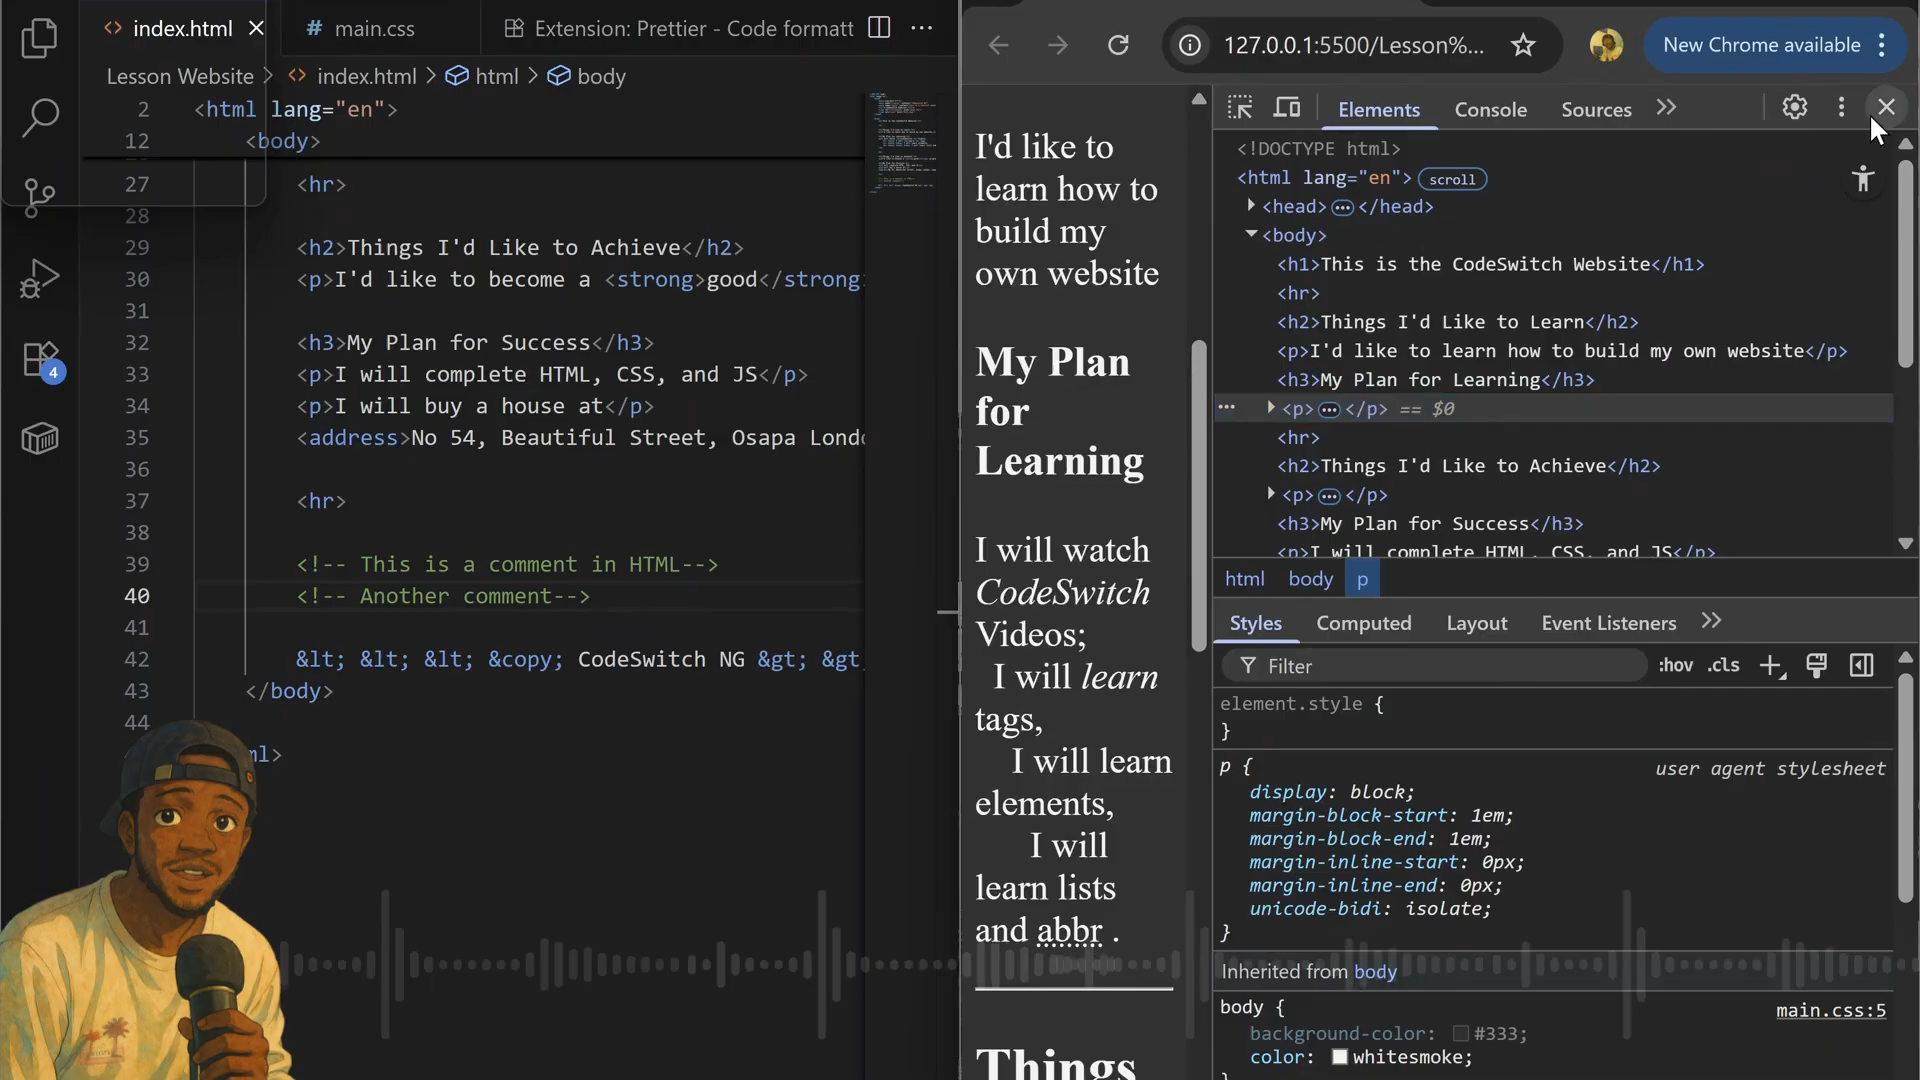 index.html
main.css
Extension: Prettier - Code formatt
Lesson Website > index.html > html > body
2 <html lang="en">
12 <body>
27 <hr>
28
29 <h2>Things I'd Like to Achieve</h2>
30 <p>I'd like to become a <strong>good</strong>
31
32 <h3>My Plan for Success</h3>
33 <p>I will complete HTML, CSS, and JS</p>
34 <p>I will buy a house at</p>
35 <address>No 54, Beautiful Street, Osapa Londo
36
37 <hr>
38
39 <!-- This is a comment in HTML-->
40 <!-- Another comment-->
41
42 &lt; &lt; &lt; &copy; CodeSwitch NG &gt; &gt;
43 </body>
44
ml>
4
127.0.0.1:5500/Lesson%...
New Chrome available
I'd like to
learn how to
build my
own website
My Plan
for
Learning
I will watch
CodeSwitch
Videos;
I will learn
tags,
I will learn
elements,
I will
learn lists
and abbr .
Things
Elements
Console
Sources
<!DOCTYPE html>
<html lang="en"> scroll
<head> ••• </head>
<body>
<h1>This is the CodeSwitch Website</h1>
<hr>
<h2>Things I'd Like to Learn</h2>
<p>I'd like to learn how to build my own website</p>
<h3>My Plan for Learning</h3>
<p> ••• </p> == $0
<hr>
<h2>Things I'd Like to Achieve</h2>
<p> ••• </p>
<h3>My Plan for Success</h3>
<p>I will complete HTML, CSS, and JS</p>
html body p
Styles
Computed
Layout
Event Listeners
Filter
:hov .cls
element.style {
}
p {
user agent stylesheet
display: block;
margin-block-start: 1em;
margin-block-end: 1em;
margin-inline-start: 0px;
margin-inline-end: 0px;
unicode-bidi: isolate;
}
Inherited from body
body {
main.css:5
background-color: #333;
color: whitesmoke;
}